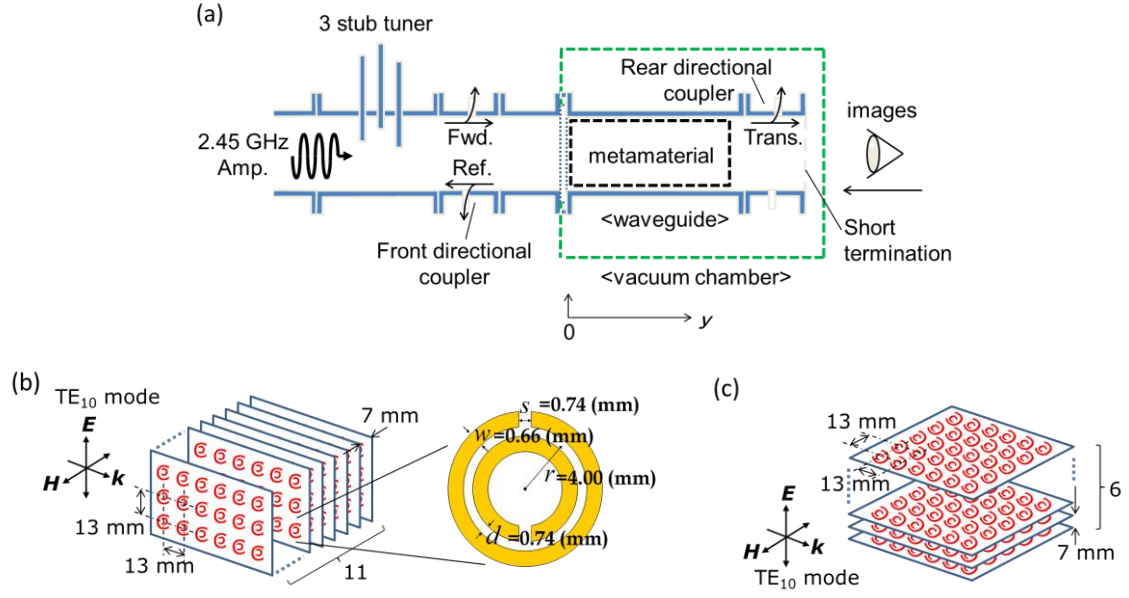 (a)
3 stub tuner
2.45 GHz
Amp.
Fwd.
Ref.
Front directional
coupler
Rear directional
coupler
Trans.
metamaterial
<waveguide>
<vacuum chamber>
images
Short
termination
0
y
(b)
TE10 mode
E
H
k
13 mm
13 mm
7 mm
11
s =0.74 (mm)
w=0.66 (mm)
r=4.00 (mm)
d=0.74 (mm)
(c)
13 mm
13 mm
6
7 mm
E
H
k
TE10 mode